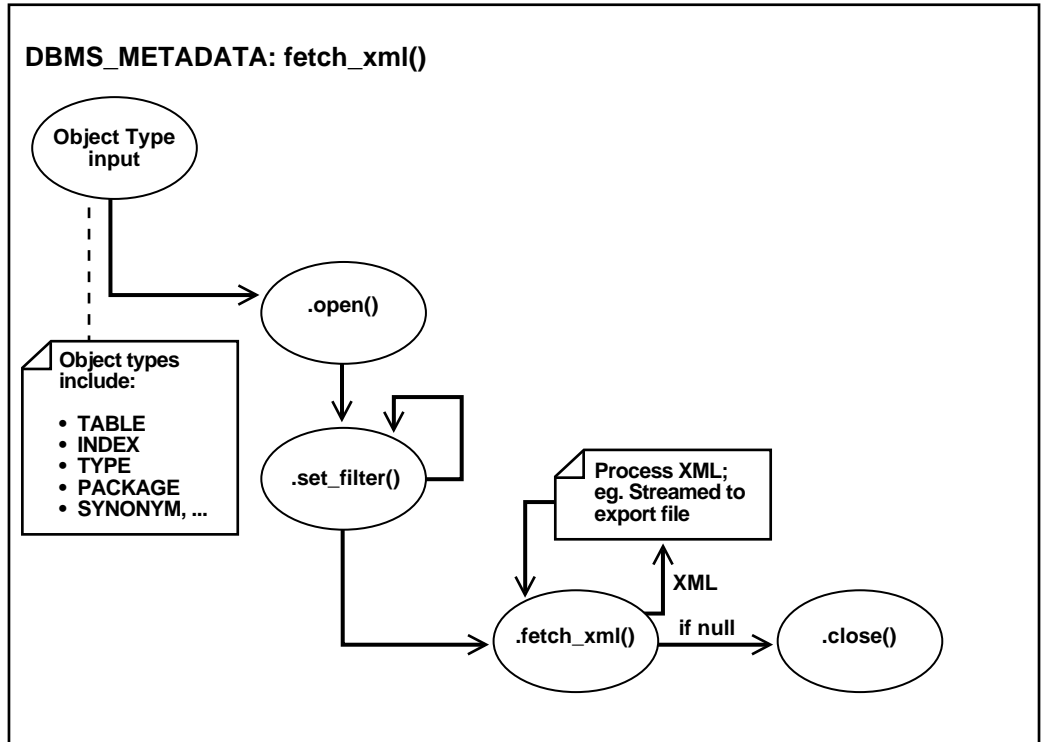 DBMS_METADATA: fetch_xml()
Object Type
input
.open()
Object types
include:
• TABLE
• INDEX
• TYPE
• PACKAGE
• SYNONYM, ...
.set_filter()
Process XML;
eg. Streamed to
export file
XML
.fetch_xml()
if null
.close()